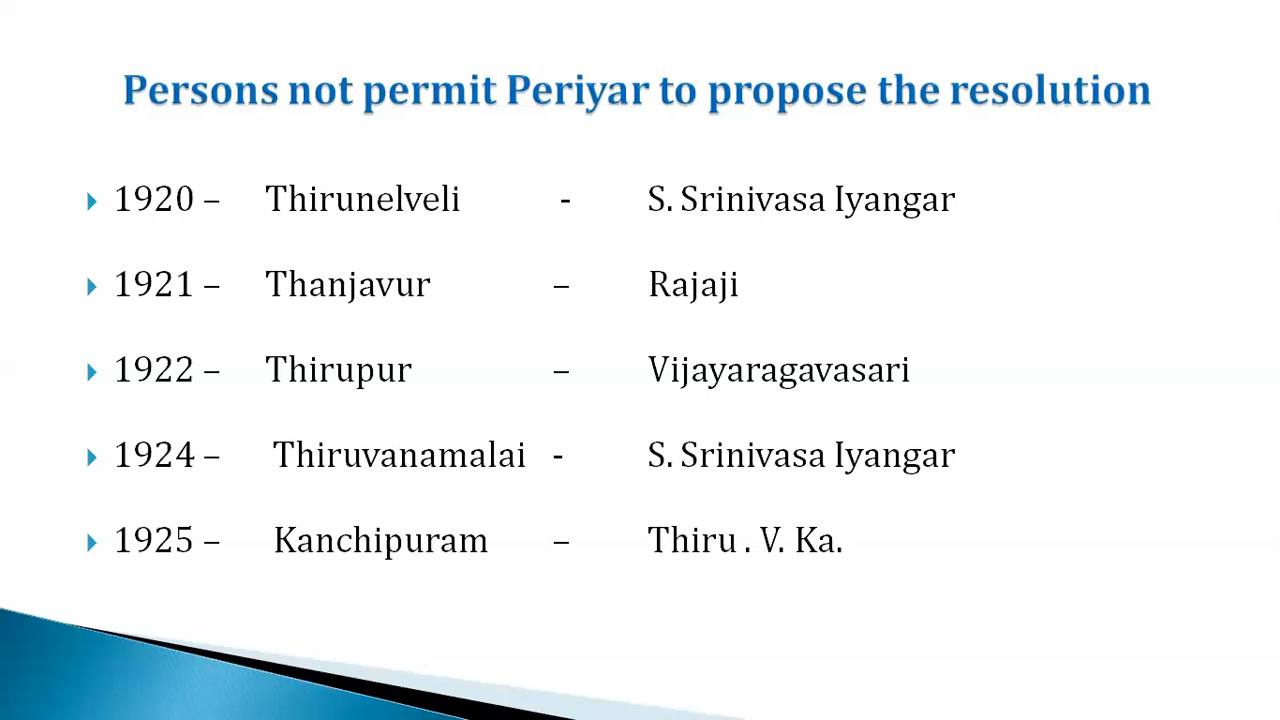 Persons not permit Periyar to propose the resolution
1920 – Thirunelveli - S. Srinivasa Iyangar
1921 – Thanjavur – Rajaji
1922 – Thirupur – Vijayaragavasari
1924 – Thiruvanamalai - S. Srinivasa Iyangar
1925 – Kanchipuram – Thiru . V. Ka.